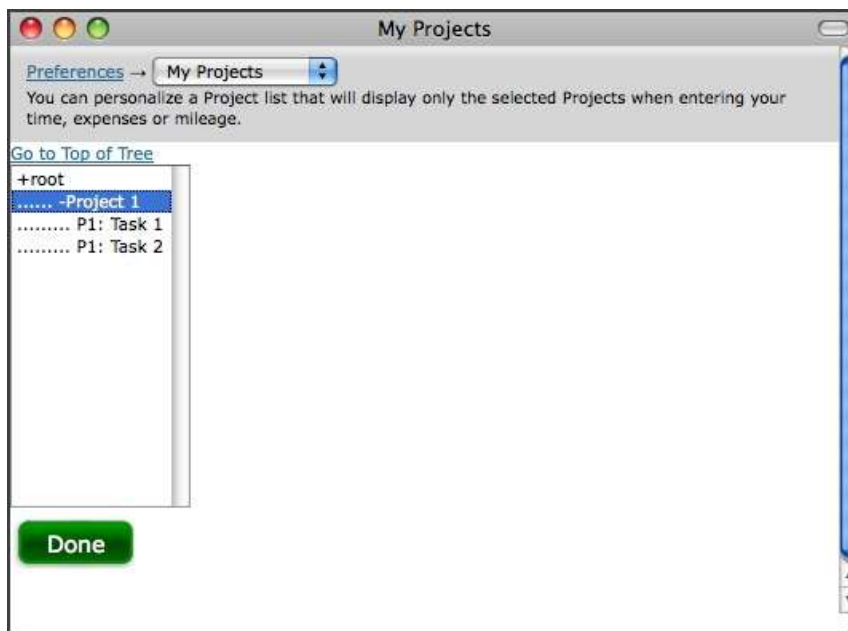 My Projects
Preferences → My Projects
You can personalize a Project list that will display only the selected Projects when entering your
time, expenses or mileage.
Go to Top of Tree
+root
...... -Project 1
......... P1: Task 1
......... P1: Task 2
Done